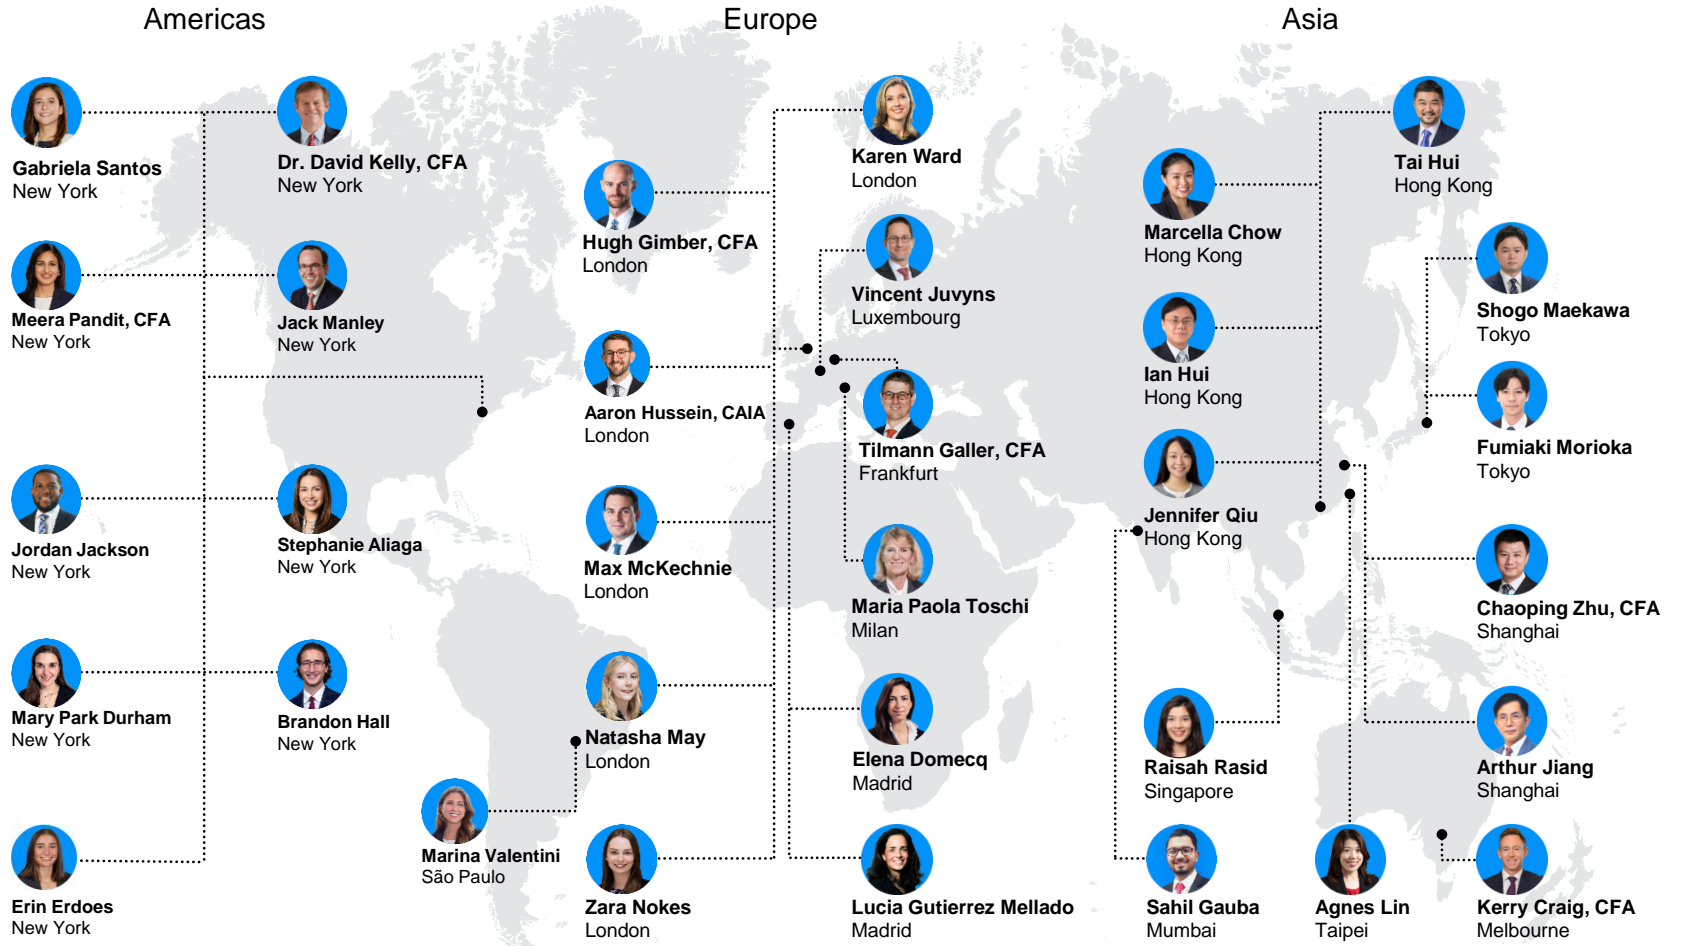 Americas
Gabriela Santos
New York
Dr. David Kelly, CFA
New York
Meera Pandit, CFA
New York
Jack Manley
New York
Jordan Jackson
New York
Stephanie Aliaga
New York
Mary Park Durham
New York
Brandon Hall
New York
Erin Erdoes
New York
Marina Valentini
São Paulo
Europe
Karen Ward
London
Hugh Gimber, CFA
London
Vincent Juvyns
Luxembourg
Aaron Hussein, CAIA
London
Tilmann Galler, CFA
Frankfurt
Max McKechnie
London
Maria Paola Toschi
Milan
Natasha May
London
Elena Domecq
Madrid
Zara Nokes
London
Lucia Gutierrez Mellado
Madrid
Asia
Tai Hui
Hong Kong
Marcella Chow
Hong Kong
Shogo Maekawa
Tokyo
Ian Hui
Hong Kong
Fumiaki Morioka
Tokyo
Jennifer Qiu
Hong Kong
Chaoping Zhu, CFA
Shanghai
Raisah Rasid
Singapore
Arthur Jiang
Shanghai
Sahil Gauba
Mumbai
Agnes Lin
Taipei
Kerry Craig, CFA
Melbourne